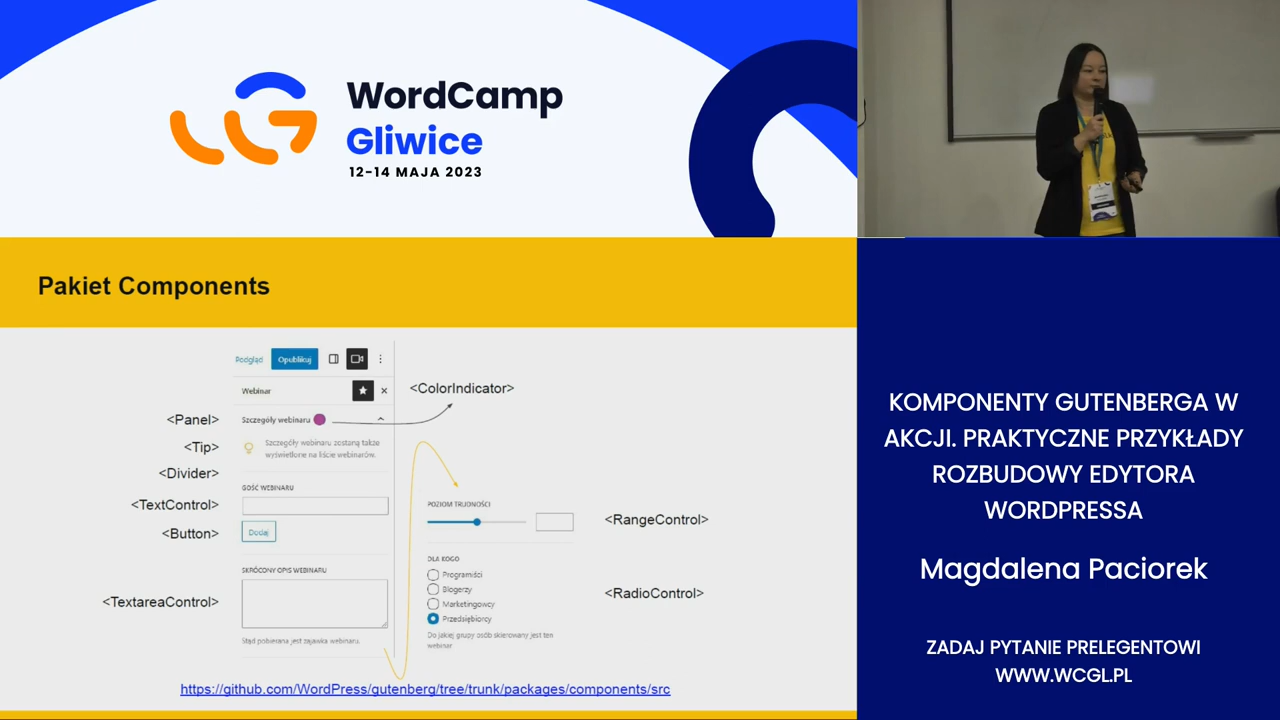 WordCamp
Gliwice
12-14 MAJA 2023
Pakiet Components
Podgląd Opublikuj
Webinar
<Panel>
Szczegóły webinaru
<ColorIndicator>
<Tip>
Szczegóły webinaru zostaną także
wyświetlone na liście webinarów.
<Divider>
GOŚĆ WEBINARU
<TextControl>
<Button>
Dodaj
SKRÓCONY OPIS WEBINARU
<TextareaControl>
Stąd pobierana jest zajawka webinaru.
POZIOM TRUDNOŚCI
<RangeControl>
DLA KOGO
Programiści
Blogerzy
Marketingowcy
Przedsiębiorcy
<RadioControl>
Do jakiej grupy osób skierowany jest ten
webinar
https://github.com/WordPress/gutenberg/tree/trunk/packages/components/src
KOMPONENTY GUTENBERGA W
AKCJI. PRAKTYCZNE PRZYKŁADY
ROZBUDOWY EDYTORA
WORDPRESSA
Magdalena Paciorek
ZADAJ PYTANIE PRELEGENTOWI
WWW.WCGL.PL